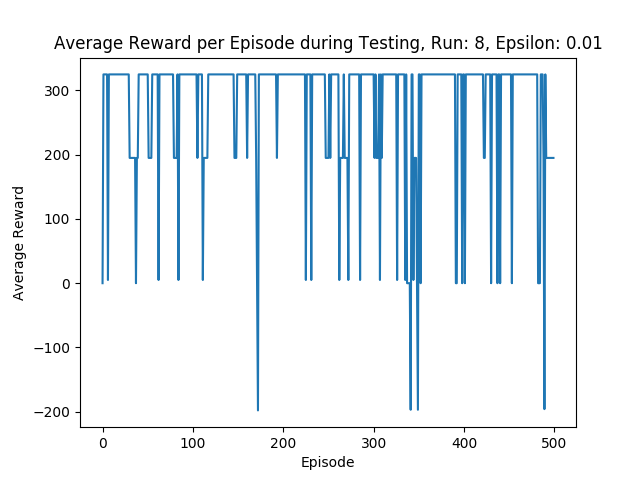 Average Reward per Episode during Testing, Run: 8, Epsilon: 0.01
300
200
100
0
−100
−200
Average Reward
0 100 200 300 400 500
Episode